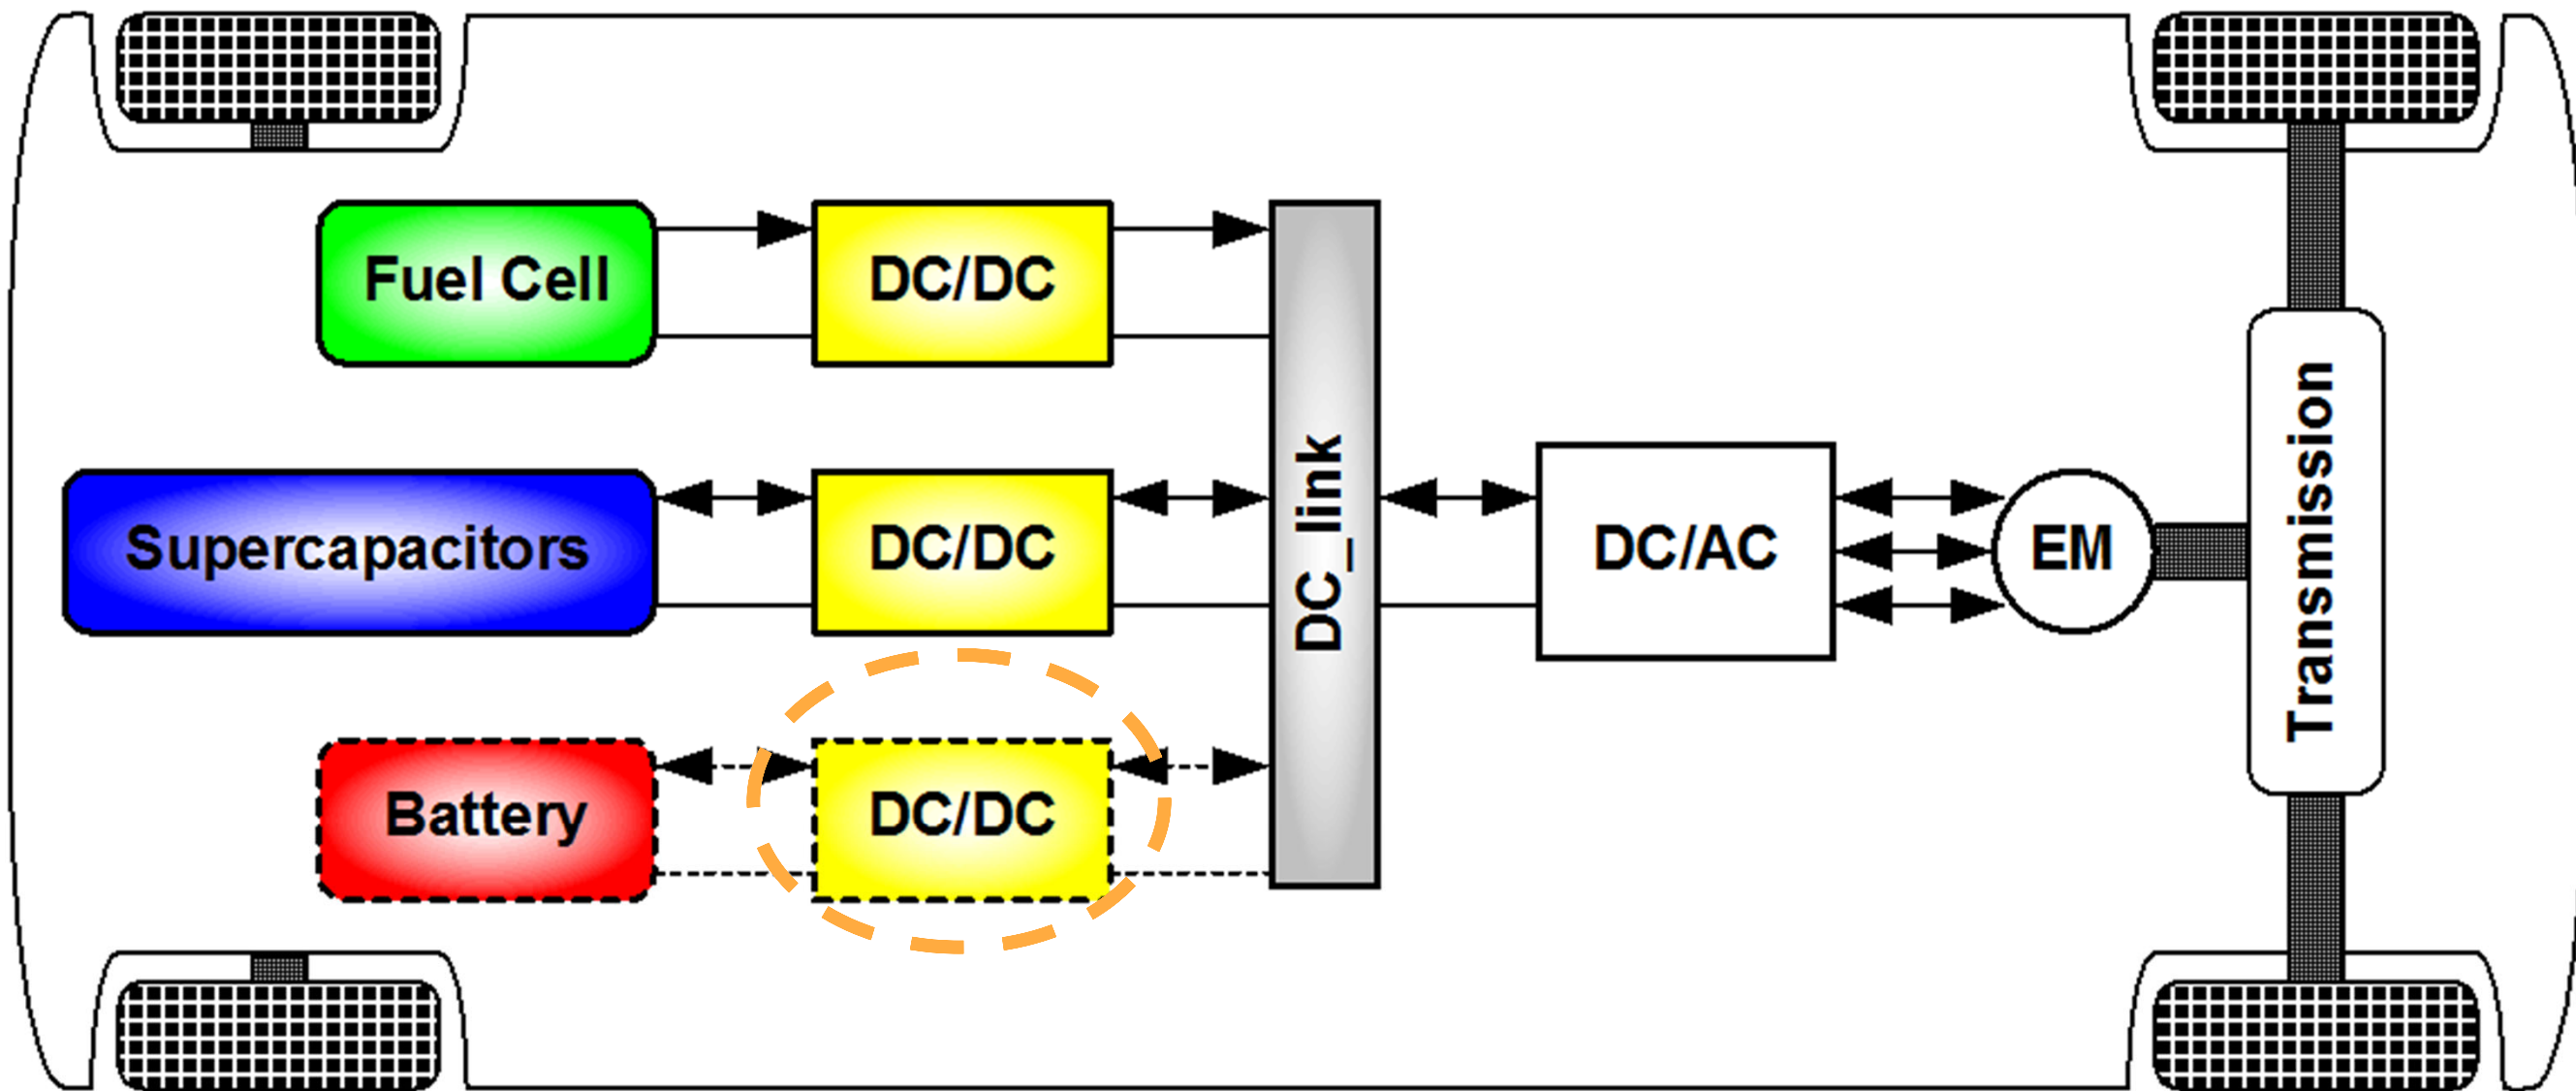 Fuel Cell
DC/DC
Supercapacitors
DC/DC
Battery
DC/DC
DC_link
DC/AC
EM
Transmission